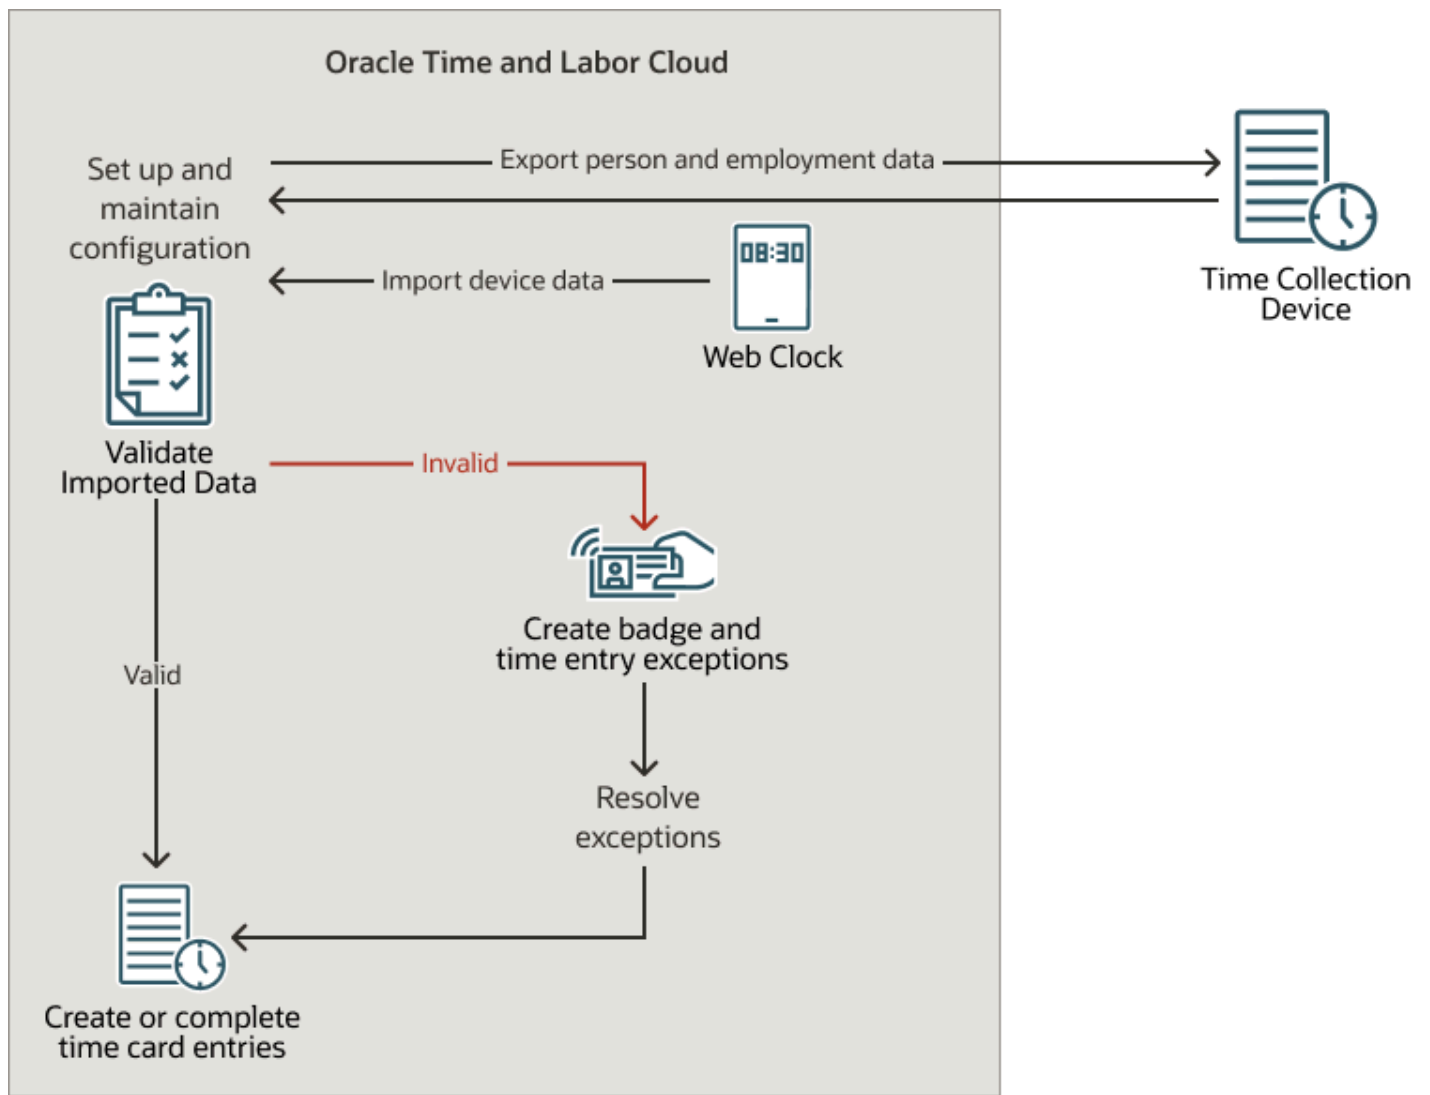 Oracle Time and Labor Cloud
Set up and
maintain
configuration
Export person and employment data
Time Collection
Device
08:30
Import device data
Web Clock
Validate
Imported Data
Invalid
Create badge and
time entry exceptions
Valid
Resolve
exceptions
Create or complete
time card entries